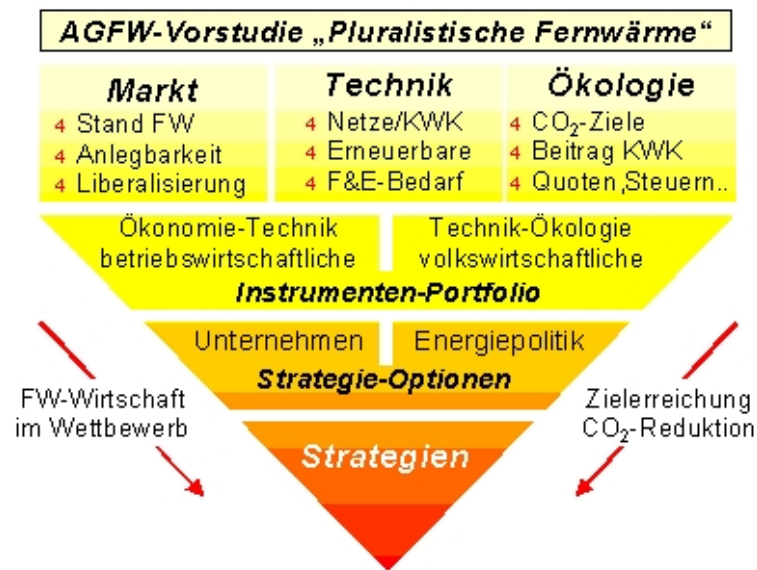 AGFW-Vorstudie „Pluralistische Fernwärme“
Markt
4 Stand FW
4 Anlegbarkeit
4 Liberalisierung
Technik
4 Netze/KWK
4 Erneuerbare
4 F&E-Bedarf
Ökologie
4 CO₂-Ziele
4 Beitrag KWK
4 Quoten,Steuern..
Ökonomie-Technik
betriebswirtschaftliche
Technik-Ökologie
volkswirtschaftliche
Instrumenten-Portfolio
Unternehmen
Energiepolitik
Strategie-Optionen
FW-Wirtschaft
im Wettbewerb
Zielerreichung
CO₂-Reduktion
Strategien